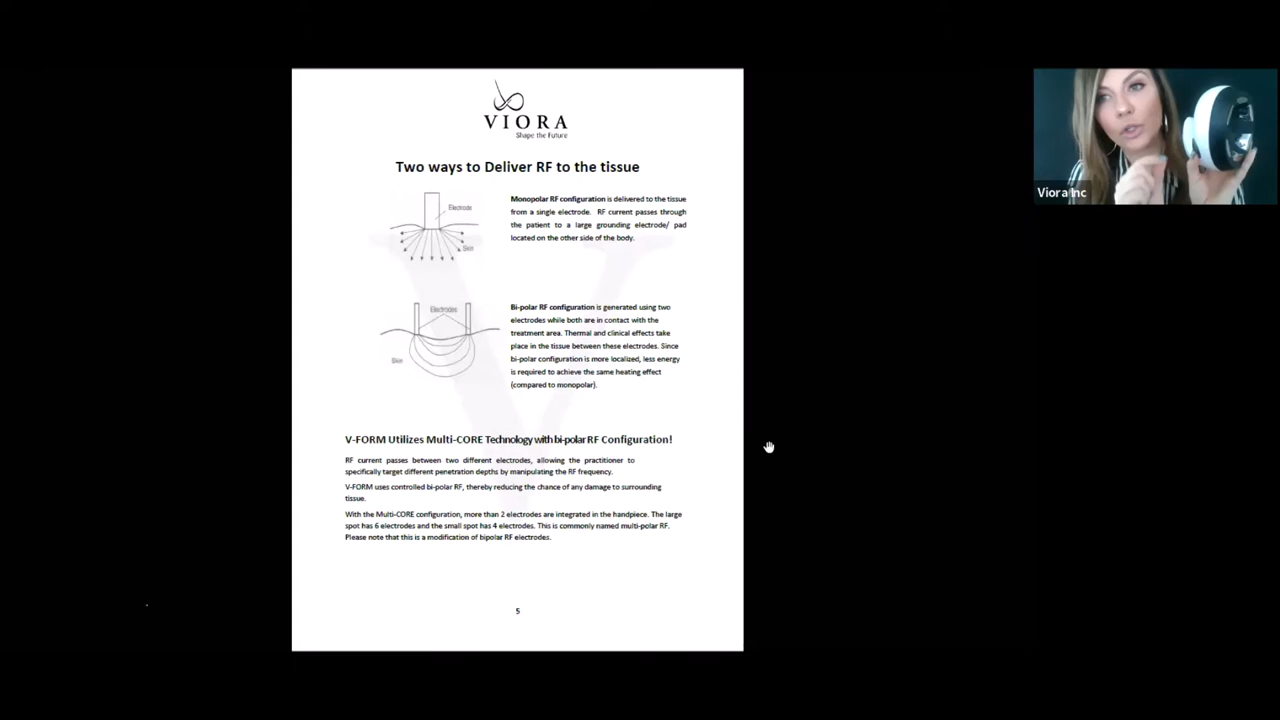 VIORA
Shape the Future
Two ways to Deliver RF to the tissue
Electrode
Skin
Monopolar RF configuration is delivered to the tissue
from a single electrode. RF current passes through
the patient to a large grounding electrode/ pad
located on the other side of the body.
Electrodes
Skin
Bi-polar RF configuration is generated using two
electrodes while both are in contact with the
treatment area. Thermal and clinical effects take
place in the tissue between these electrodes. Since
bi-polar configuration is more localized, less energy
is required to achieve the same heating effect
(compared to monopolar).
V-FORM Utilizes Multi-CORE Technology with bi-polar RF Configuration!
RF current passes between two different electrodes, allowing the practitioner to
specifically target different penetration depths by manipulating the RF frequency.
V-FORM uses controlled bi-polar RF, thereby reducing the chance of any damage to surrounding
tissue.
With the Multi-CORE configuration, more than 2 electrodes are integrated in the handpiece. The large
spot has 6 electrodes and the small spot has 4 electrodes. This is commonly named multi-polar RF.
Please note that this is a modification of bipolar RF electrodes.
5
Viora Inc